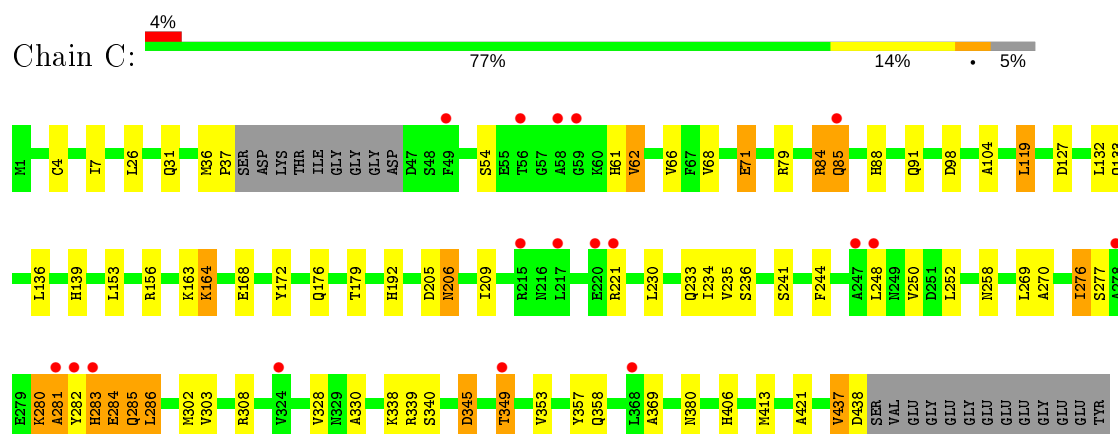 4%
Chain C:
77% 14% • 5%
M1 C4 I7 L26 Q31 M36 P37 SER ASP LYS THR ILE GLY GLY GLY ASP D47 S48 F49 S54 E55 T56 G57 A58 G59 K60 H61 V62 V66 F67 V68 E71 R79 R84 Q85 H88 Q91 D98 A104 L119 D127 L132 Q133
L136 H139 L153 R156 K163 K164 E168 Y172 Q176 T179 H192 D205 N206 I209 R215 N216 L217 E220 R221 L230 Q233 I234 V235 S236 S241 F244 A247 L248 N249 V250 D251 L252 N258 L269 A270 I276 S277 A278
E279 K280 A281 Y282 H283 E284 Q285 L286 M302 V303 R308 V324 V328 N329 A330 K338 R339 S340 D345 T349 V353 Y357 Q358 L368 A369 N380 H406 M413 A421 V437 D438 SER VAL GLU GLY GLU GLY GLU GLU GLU GLY GLU GLU TYR